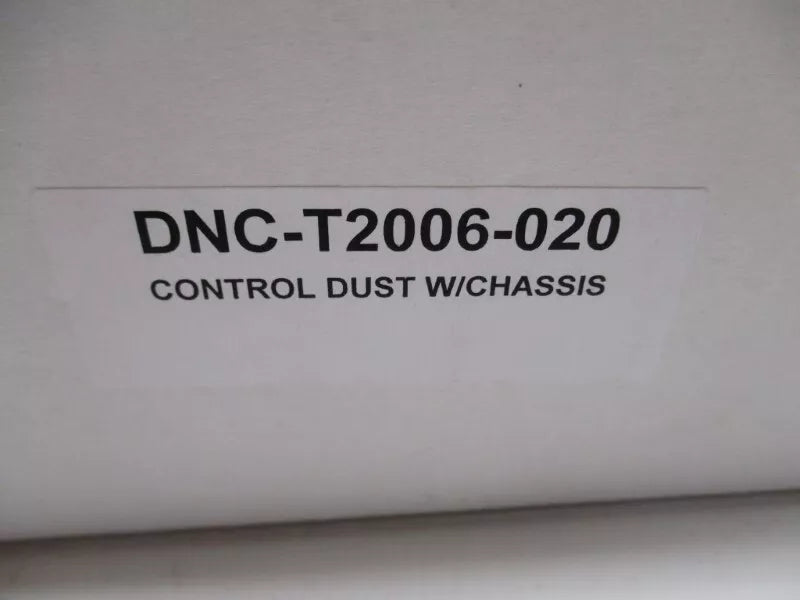 DNC-T2006-020
CONTROL DUST W/CHASSIS